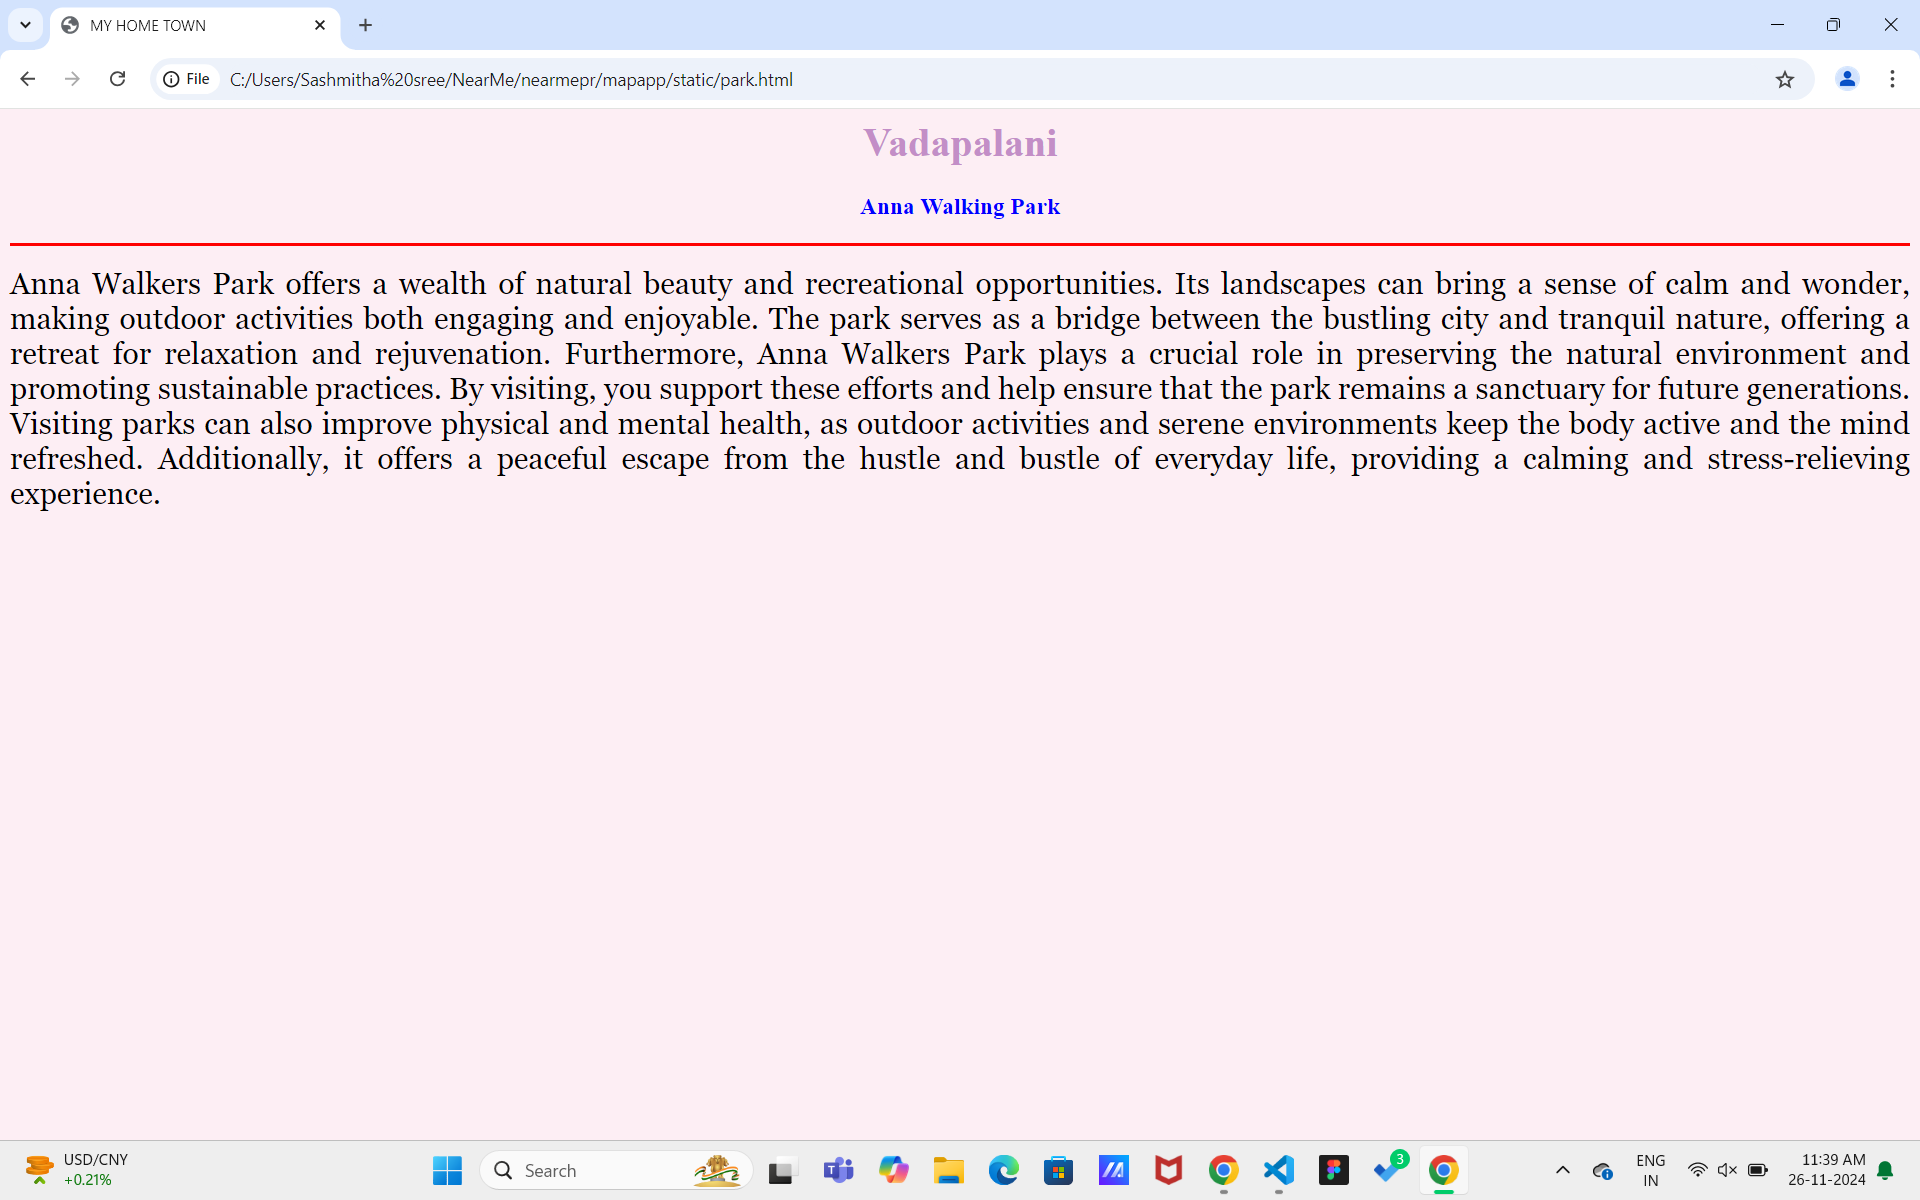 MY HOME TOWN
File
C:/Users/Sashmitha%20sree/NearMe/nearmepr/mapapp/static/park.html
Vadapalani
Anna Walking Park
Anna Walkers Park offers a wealth of natural beauty and recreational opportunities. Its landscapes can bring a sense of calm and wonder,
making outdoor activities both engaging and enjoyable. The park serves as a bridge between the bustling city and tranquil nature, offering a
retreat for relaxation and rejuvenation. Furthermore, Anna Walkers Park plays a crucial role in preserving the natural environment and
promoting sustainable practices. By visiting, you support these efforts and help ensure that the park remains a sanctuary for future generations.
Visiting parks can also improve physical and mental health, as outdoor activities and serene environments keep the body active and the mind
refreshed. Additionally, it offers a peaceful escape from the hustle and bustle of everyday life, providing a calming and stress-relieving
experience.
USD/CNY
+0.21%
Search
3
ENG
IN
11:39 AM
26-11-2024